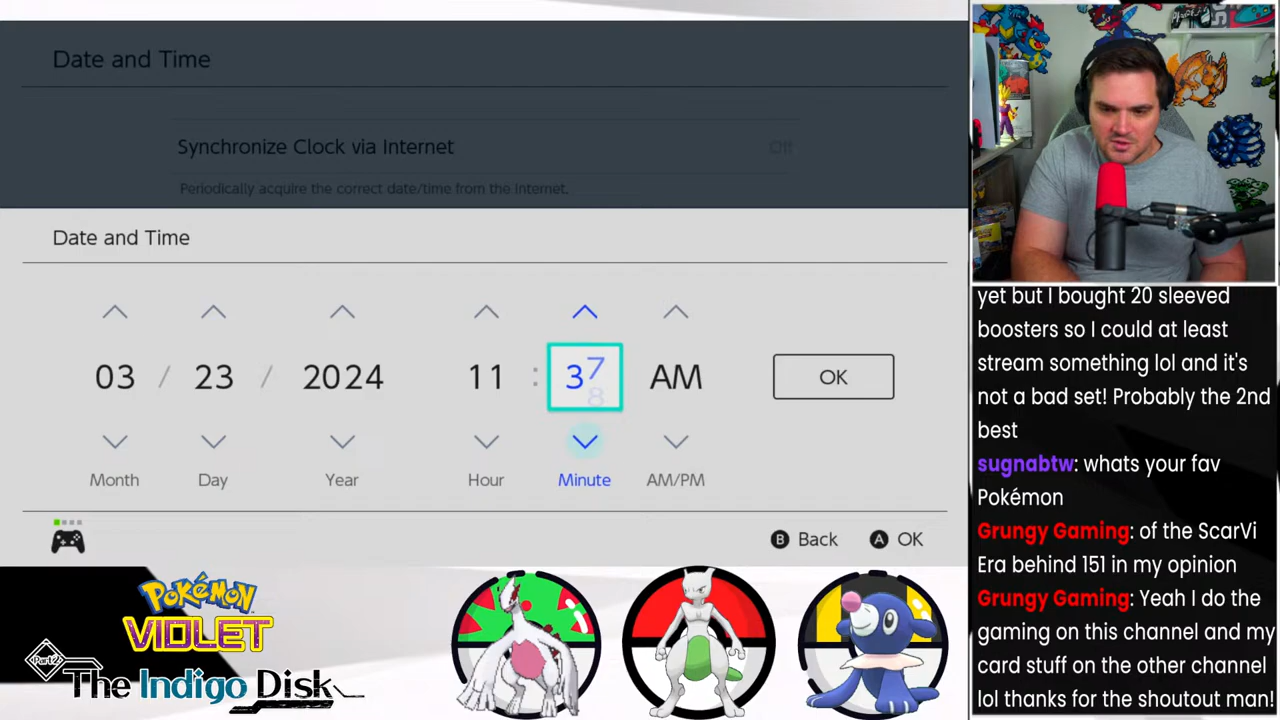 Date and Time
Synchronize Clock via Internet
Off
Periodically acquire the correct date/time from the Internet.
Date and Time
03 / 23 / 2024 11 : 37 AM OK
8
Month Day Year Hour Minute AM/PM
B Back A OK
POKéMON
VIOLET
Part 2
The Indigo Disk
yet but I bought 20 sleeved
boosters so I could at least
stream something lol and it's
not a bad set! Probably the 2nd
best
sugnabtw: whats your fav
Pokémon
Grungy Gaming: of the ScarVi
Era behind 151 in my opinion
Grungy Gaming: Yeah I do the
gaming on this channel and my
card stuff on the other channel
lol thanks for the shoutout man!